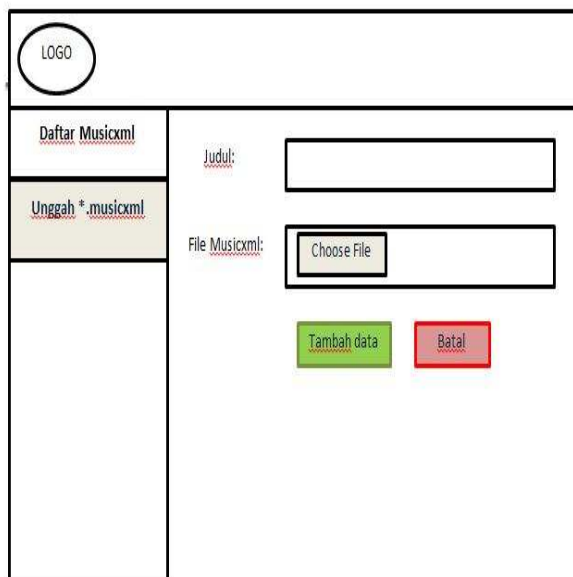 LOGO
Daftar Musicxml
Unggah *.musicxml
Judul:
File Musicxml:
Choose File
Tambah data
Batal